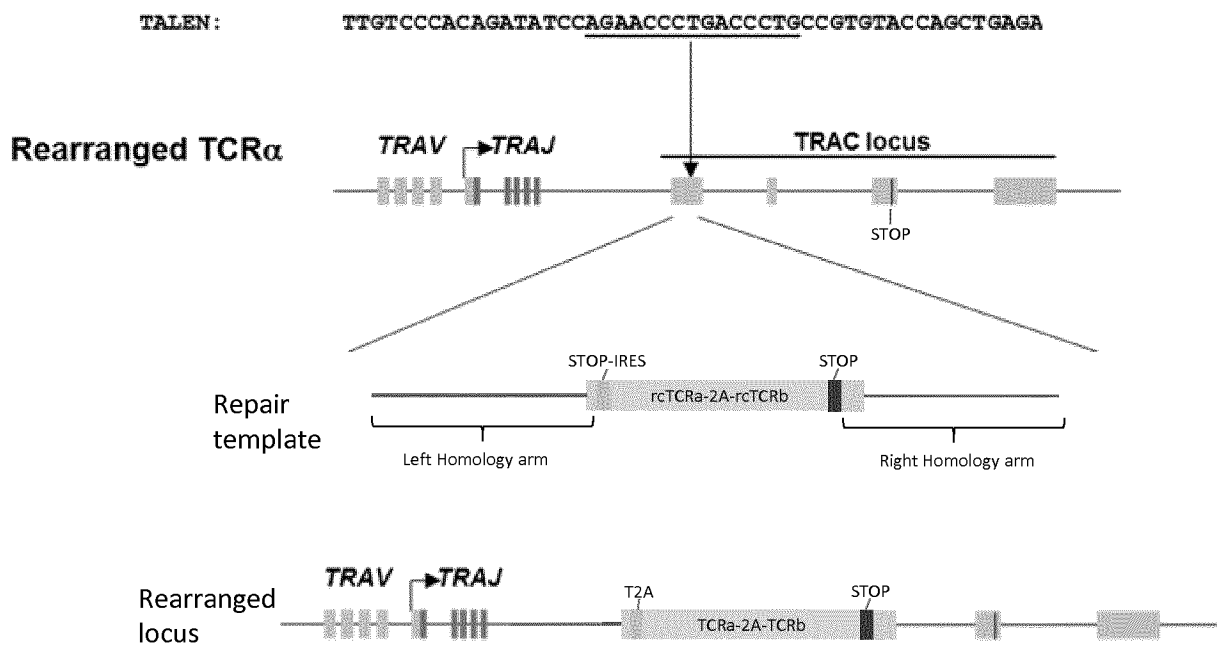 TALEN: TTGTCCCACAGATATCCAGAACCCTGACCCTGCCGTGTACCAGCTGAGA
Rearranged TCRα
TRAV TRAJ
TRAC locus
STOP
STOP-IRES STOP
Repair
template
rcTCRa-2A-rcTCRb
Left Homology arm
Right Homology arm
TRAV TRAJ
Rearranged
locus
T2A STOP
TCRa-2A-TCRb